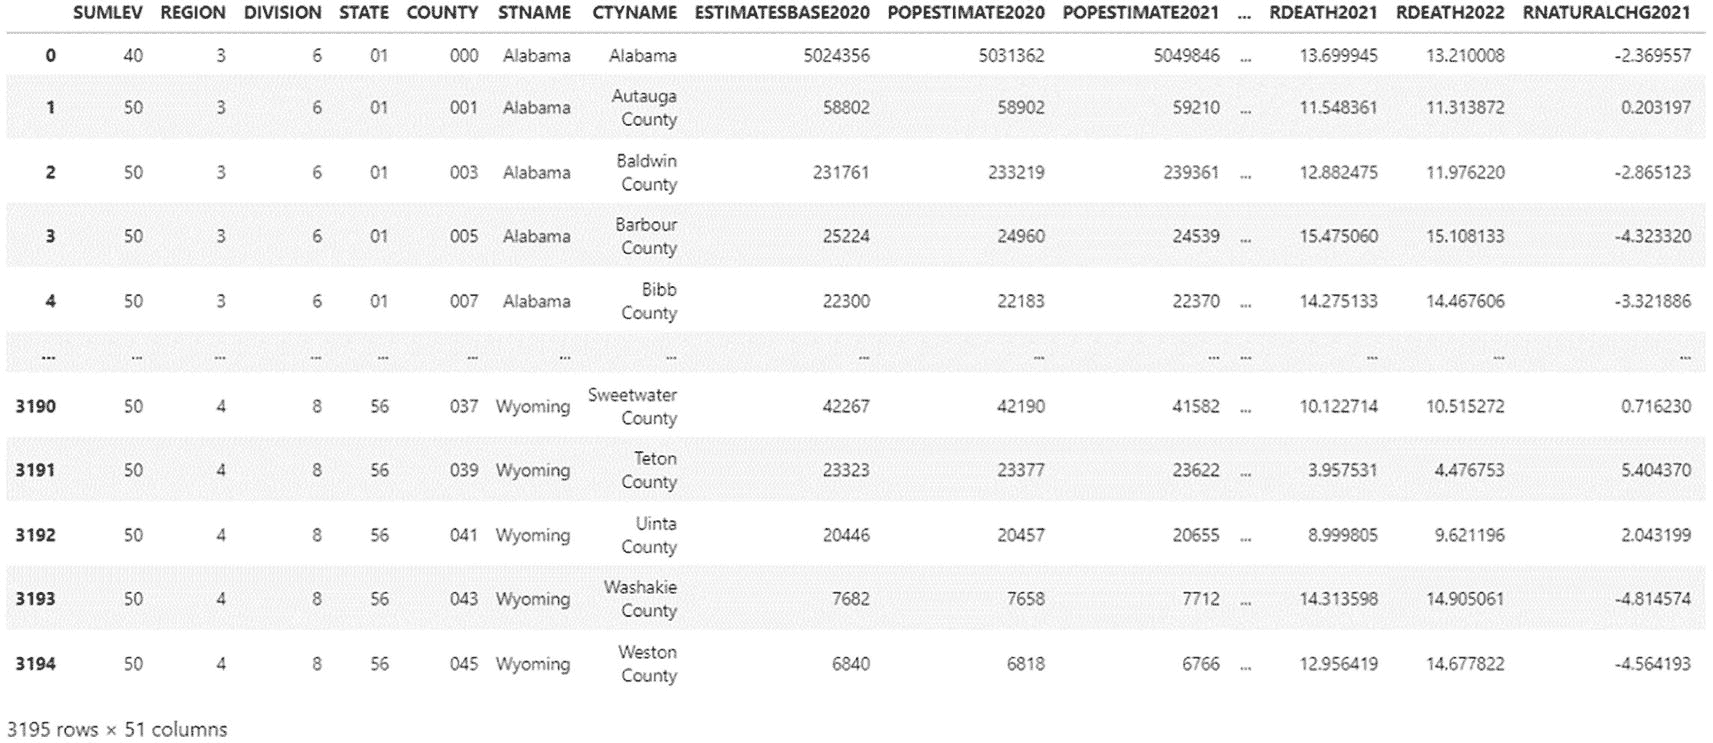 SUMLEV REGION DIVISION STATE COUNTY STNAME CTYNAME ESTIMATESBASE2020 POPESTIMATE2020 POPESTIMATE2021 ... RDEATH2021 RDEATH2022 RNATURALCHG2021
0 40 3 6 01 000 Alabama Alabama 5024356 5031362 5049846 ... 13.699945 13.210008 -2.369557
1 50 3 6 01 001 Alabama Autauga County 58802 58902 59210 ... 11.548361 11.313872 0.203197
2 50 3 6 01 003 Alabama Baldwin County 231761 233219 239361 ... 12.882475 11.976220 -2.865123
3 50 3 6 01 005 Alabama Barbour County 25224 24960 24539 ... 15.475060 15.108133 -4.323320
4 50 3 6 01 007 Alabama Bibb County 22300 22183 22370 ... 14.275133 14.467606 -3.321886
... ... ... ... ... ... ... ... ... ... ... ... ... ... ...
3190 50 4 8 56 037 Wyoming Sweetwater County 42267 42190 41582 ... 10.122714 10.515272 0.716230
3191 50 4 8 56 039 Wyoming Teton County 23323 23377 23622 ... 3.957531 4.476753 5.404370
3192 50 4 8 56 041 Wyoming Uinta County 20446 20457 20655 ... 8.999805 9.621196 2.043199
3193 50 4 8 56 043 Wyoming Washakie County 7682 7658 7712 ... 14.313598 14.905061 -4.814574
3194 50 4 8 56 045 Wyoming Weston County 6840 6818 6766 ... 12.956419 14.677822 -4.564193
3195 rows × 51 columns